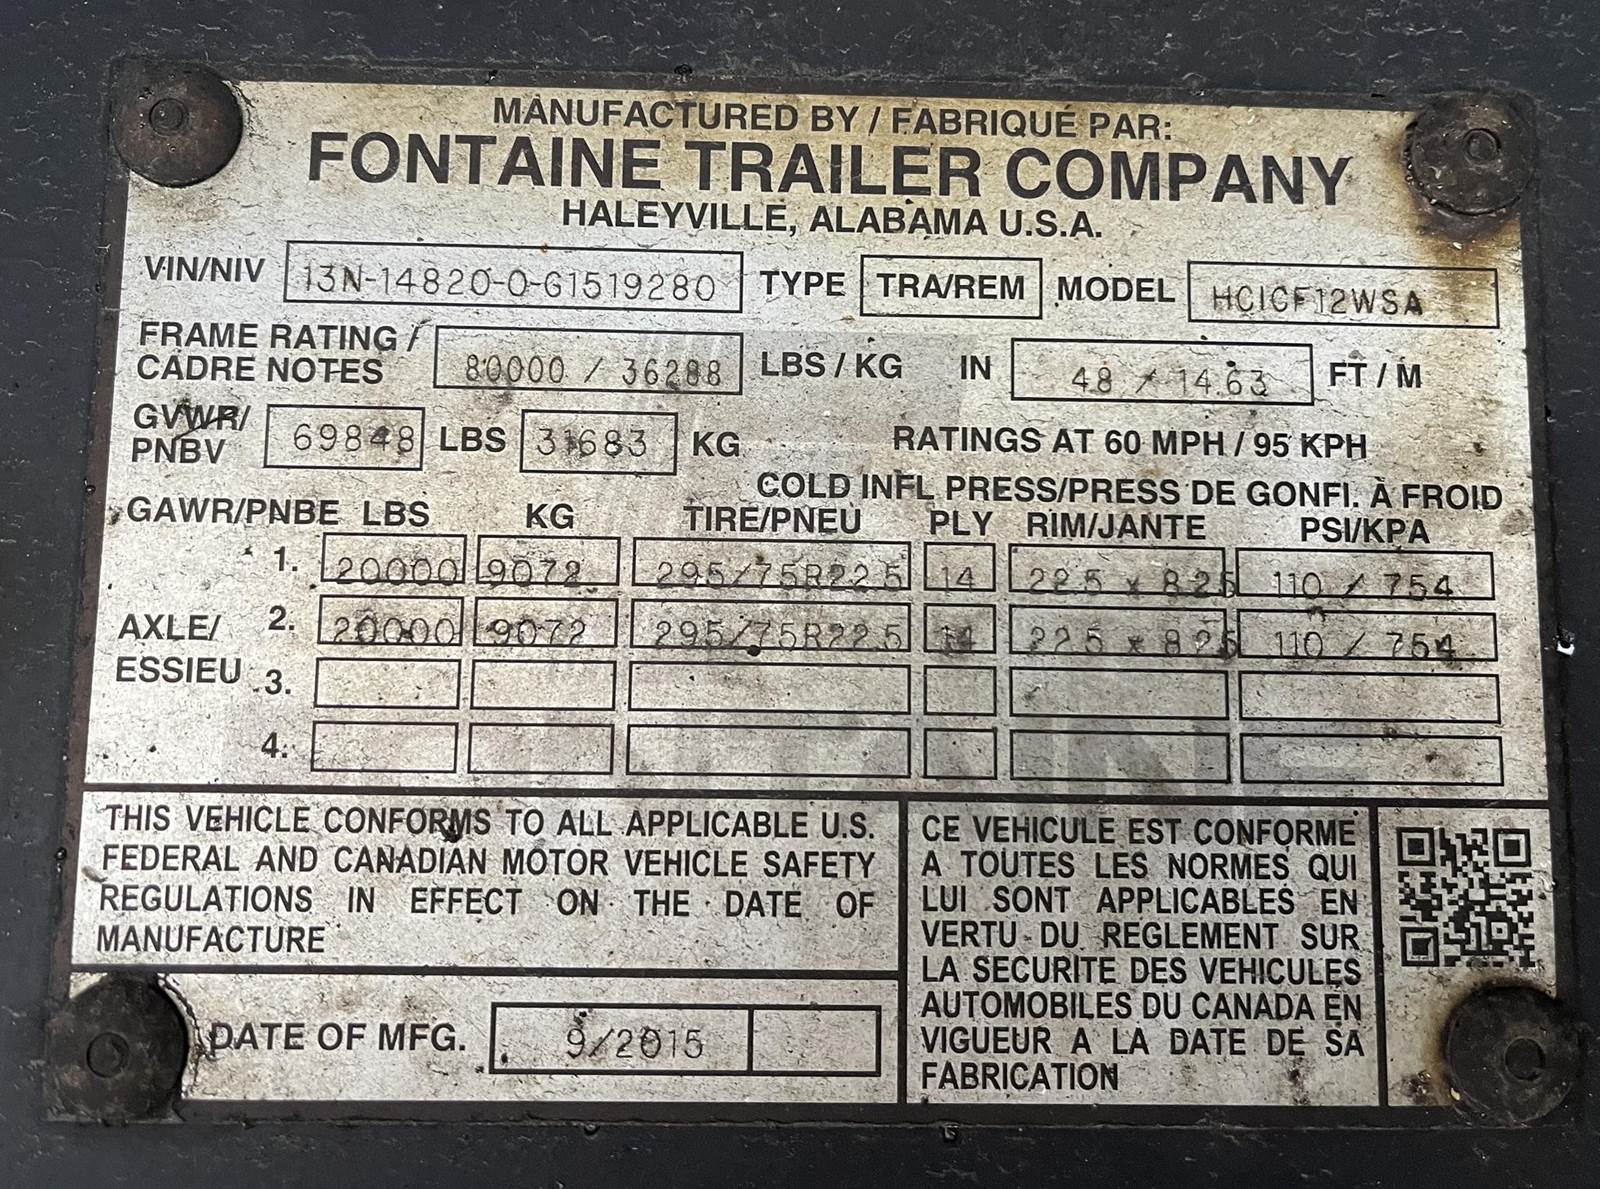 MANUFACTURED BY / FABRIQUÉ PAR:
FONTAINE TRAILER COMPANY
HALEYVILLE, ALABAMA U.S.A.
VIN/NIV 13N-14820-0-G1519280 TYPE TRA/REM MODEL HCICF12WSA
FRAME RATING / CADRE NOTES 80000 / 36288 LBS / KG IN 48 / 14.63 FT / M
GVWR/ PNBV 69848 LBS 31683 KG RATINGS AT 60 MPH / 95 KPH
COLD INFL PRESS/PRESS DE GONFI. À FROID
GAWR/PNBE LBS KG TIRE/PNEU PLY RIM/JANTE PSI/KPA
1. 20000 9072 295/75R22.5 14 22.5 x 8.25 110 / 754
AXLE/ ESSIEU
2. 20000 9072 295/75R22.5 14 22.5 x 8.25 110 / 754
3.
4.
THIS VEHICLE CONFORMS TO ALL APPLICABLE U.S.
FEDERAL AND CANADIAN MOTOR VEHICLE SAFETY
REGULATIONS IN EFFECT ON THE DATE OF
MANUFACTURE
DATE OF MFG. 9/2015
CE VEHICULE EST CONFORME
A TOUTES LES NORMES QUI
LUI SONT APPLICABLES EN
VERTU DU REGLEMENT SUR
LA SECURITE DES VEHICULES
AUTOMOBILES DU CANADA EN
VIGUEUR A LA DATE DE SA
FABRICATION